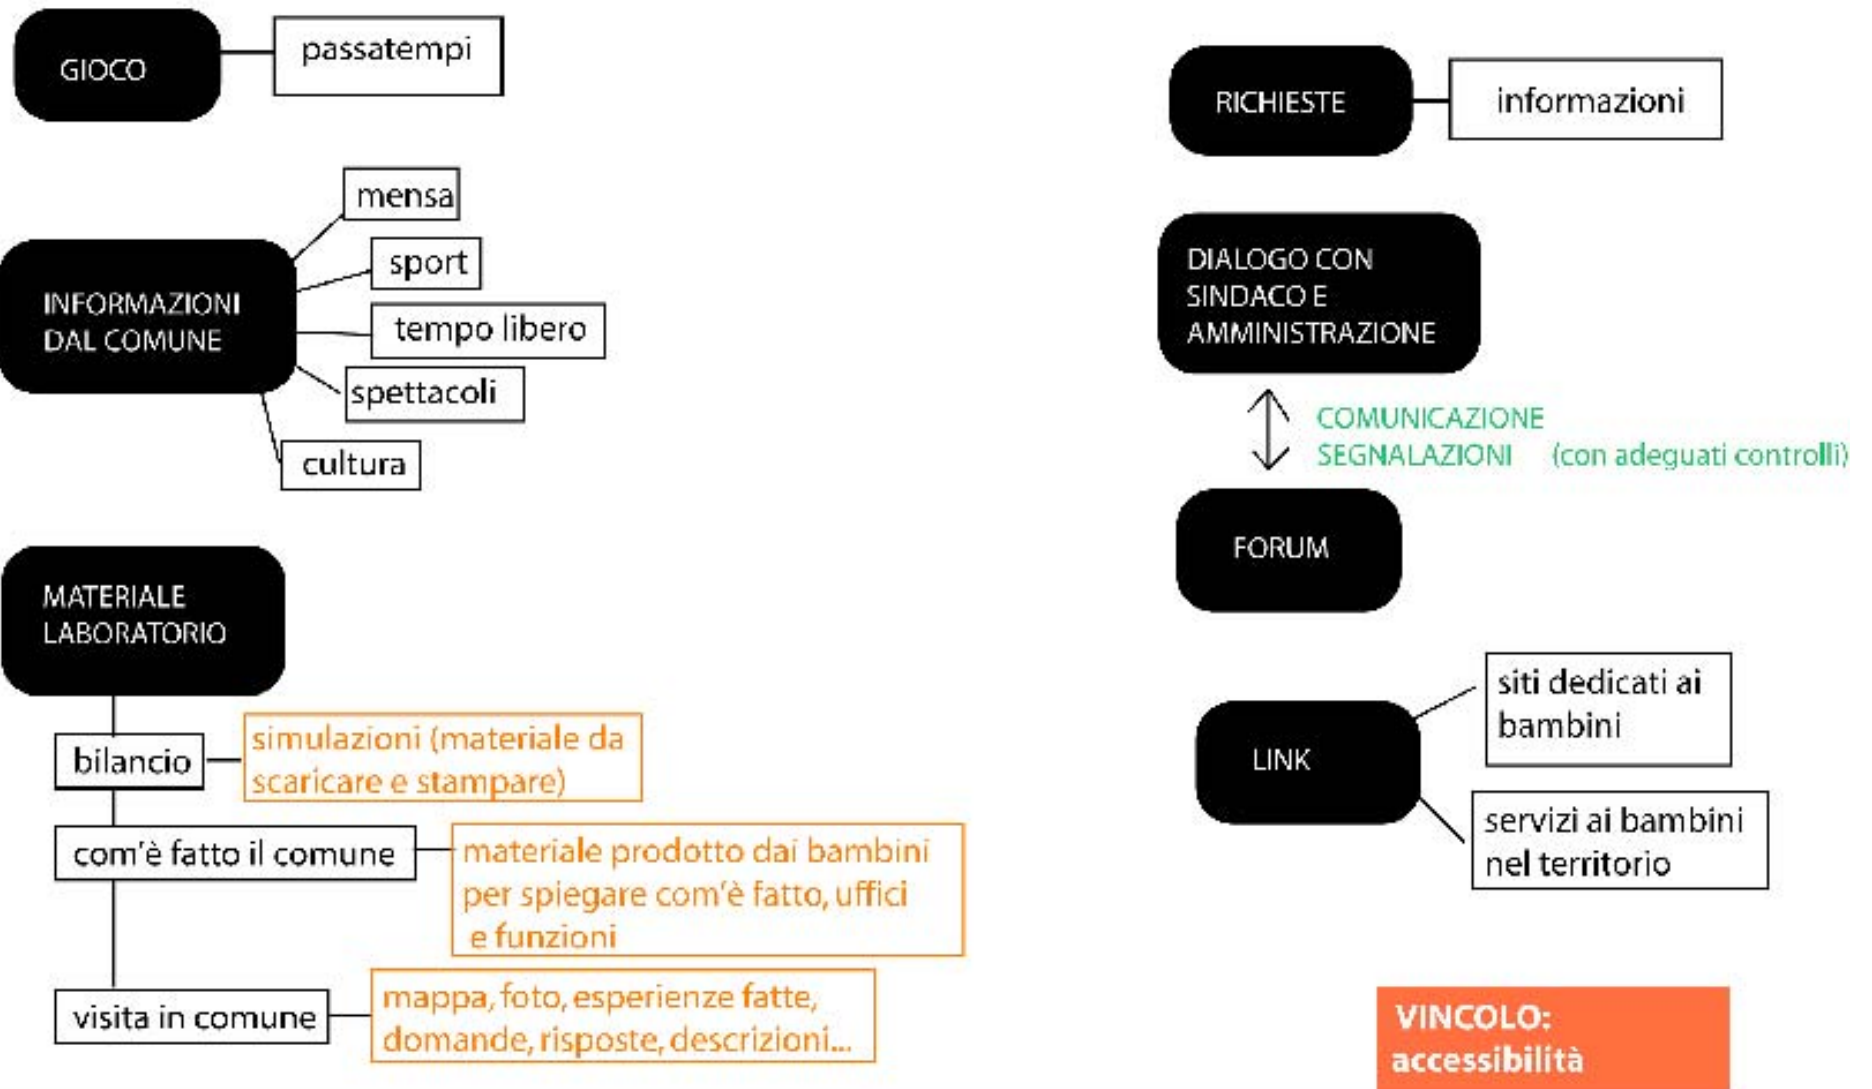 GIOCO
passatempi
INFORMAZIONI
DAL COMUNE
mensa
sport
tempo libero
spettacoli
cultura
MATERIALE
LABORATORIO
bilancio
simulazioni (materiale da
scaricare e stampare)
com'è fatto il comune
materiale prodotto dai bambini
per spiegare com'è fatto, uffici
e funzioni
visita in comune
mappa, foto, esperienze fatte,
domande, risposte, descrizioni...
RICHIESTE
informazioni
DIALOGO CON
SINDACO E
AMMINISTRAZIONE
COMUNICAZIONE
SEGNALAZIONI (con adeguati controlli)
FORUM
LINK
siti dedicati ai
bambini
servizi ai bambini
nel territorio
VINCOLO:
accessibilità